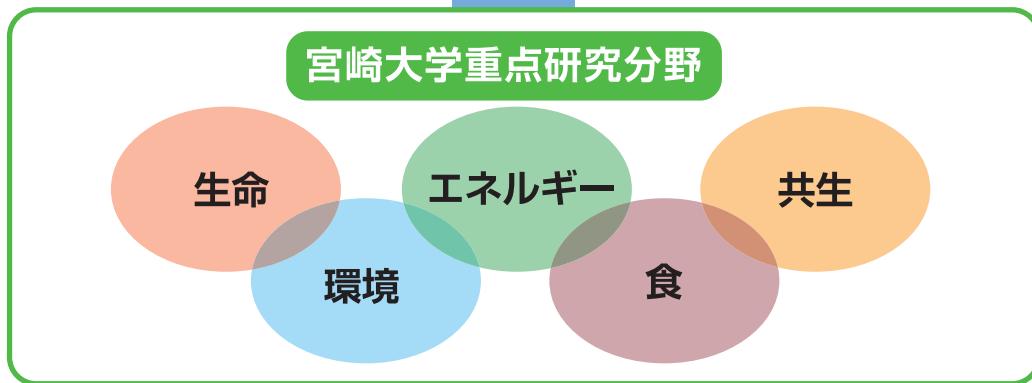 宮崎大学重点研究分野
生命
エネルギー
共生
環境
食